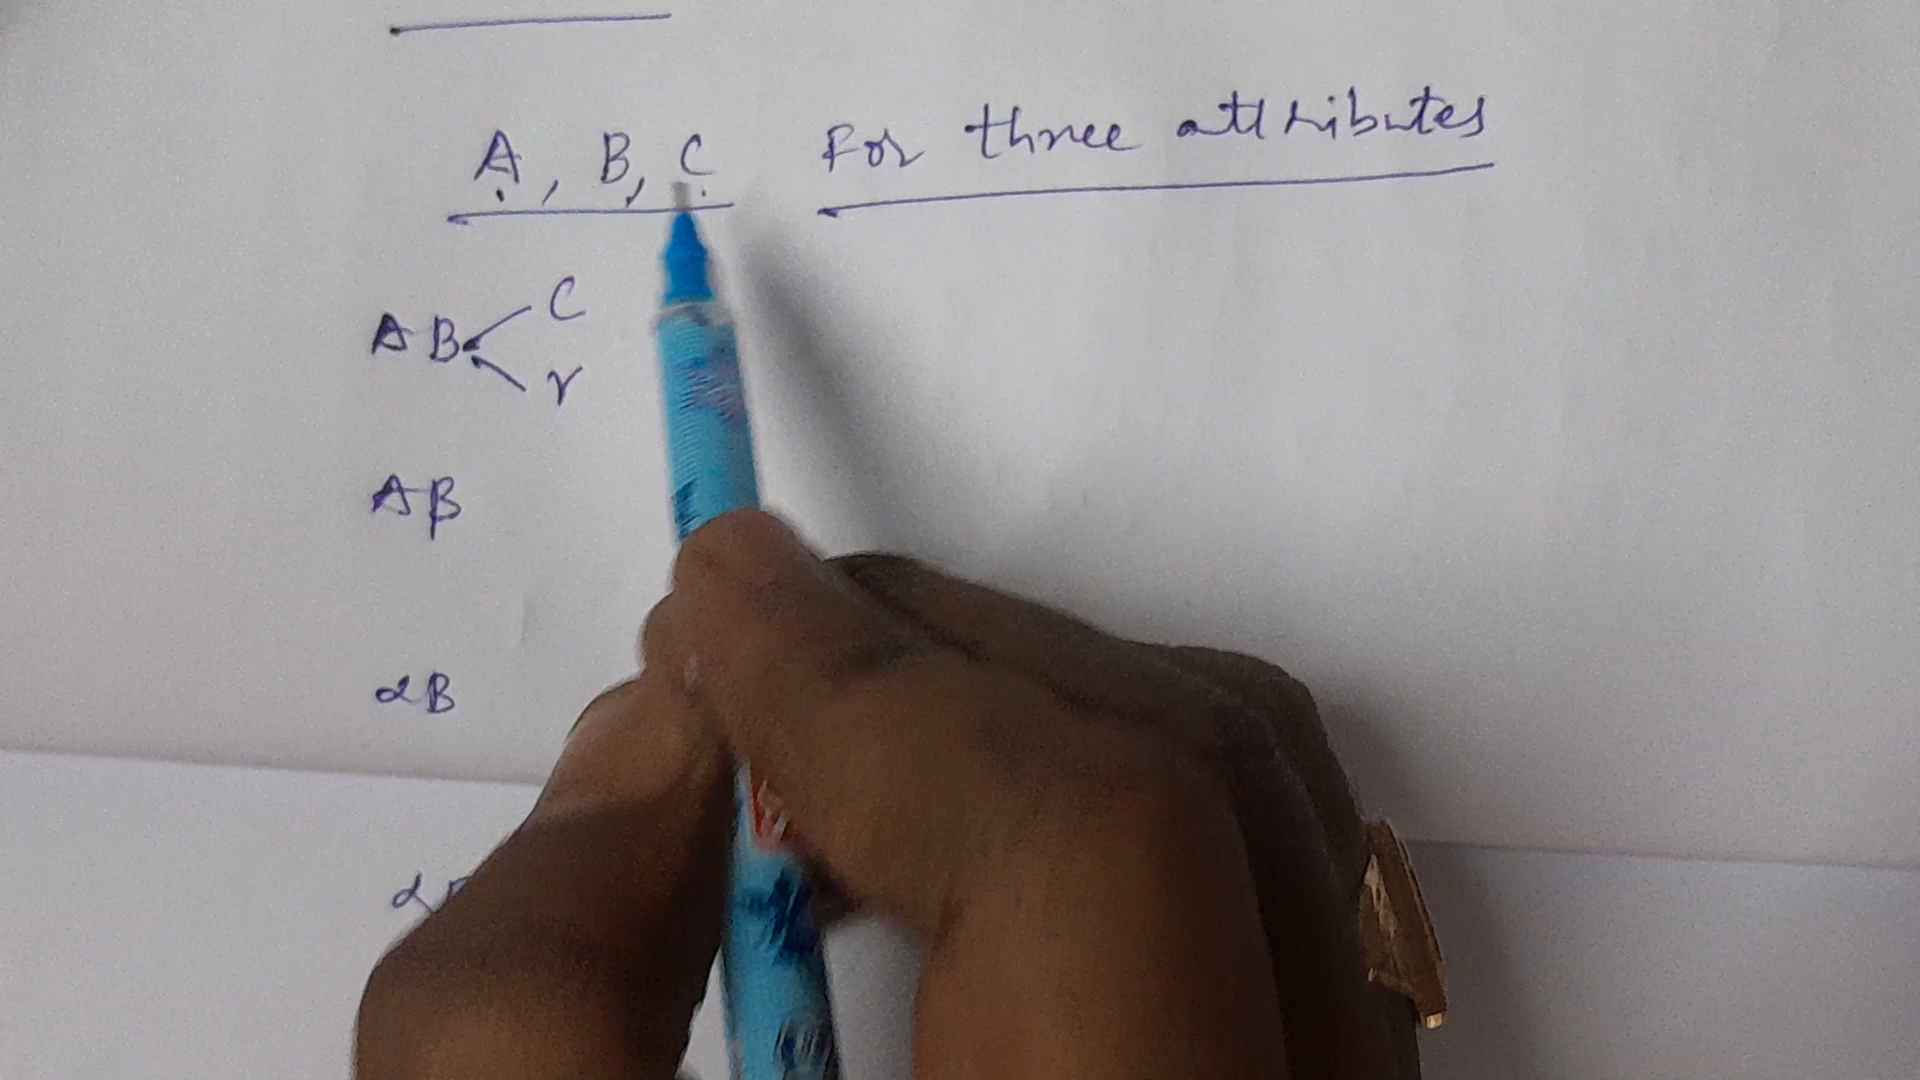 A, B, C For three attributes
AB C
γ
Aβ
αB
α